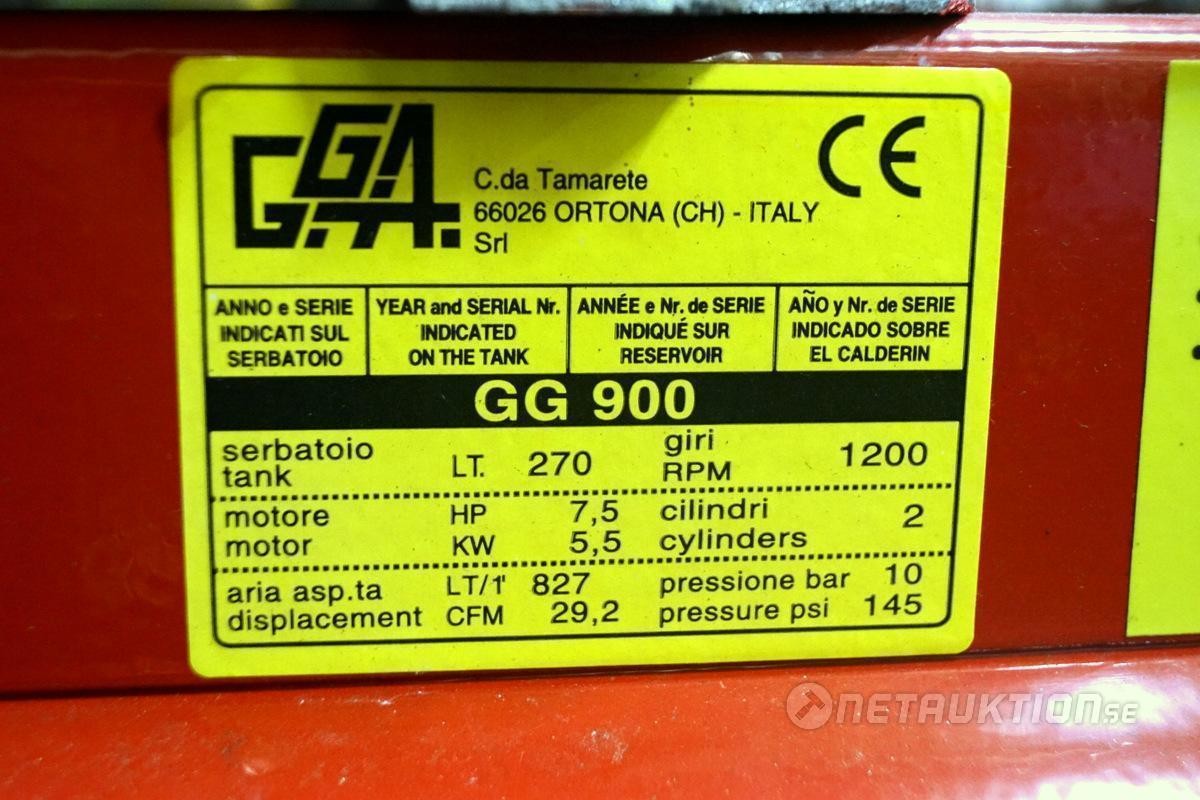 G.G.A.
G.T.A.
C.da Tamarete
66026 ORTONA (CH) - ITALY
Srl
CE
ANNO e SERIE
INDICATI SUL
SERBATOIO
YEAR and SERIAL Nr.
INDICATED
ON THE TANK
ANNÉE e Nr. de SERIE
INDIQUÉ SUR
RESERVOIR
AÑO y Nr. de SERIE
INDICADO SOBRE
EL CALDERIN
GG 900
serbatoio
tank
LT. 270
giri
RPM
1200
motore HP 7,5
motor KW 5,5
cilindri
cylinders
2
aria asp.ta LT/1' 827
displacement CFM 29,2
pressione bar 10
pressure psi 145
NETAUKTION.SE